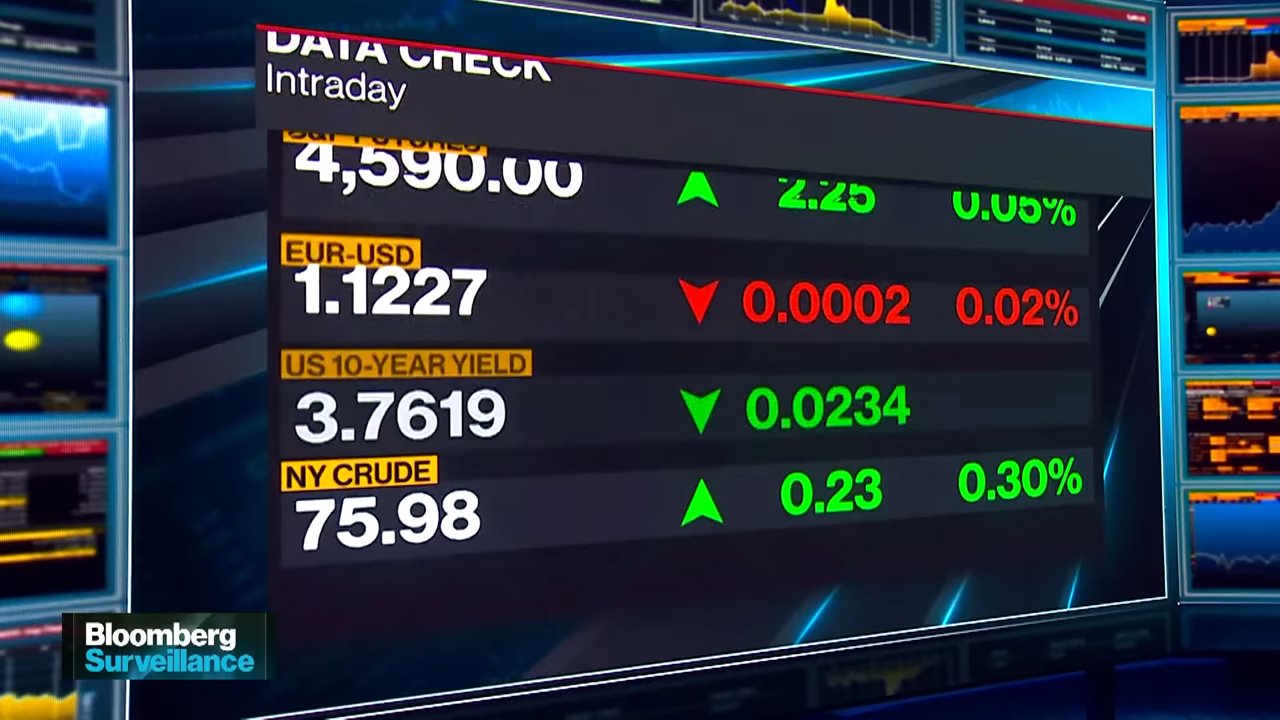 DATA CHECK
Intraday
S&P FUTURES
4,590.00 2.25 0.05%
EUR-USD
1.1227 0.0002 0.02%
US 10-YEAR YIELD
3.7619 0.0234
NY CRUDE
75.98 0.23 0.30%
Bloomberg
Surveillance